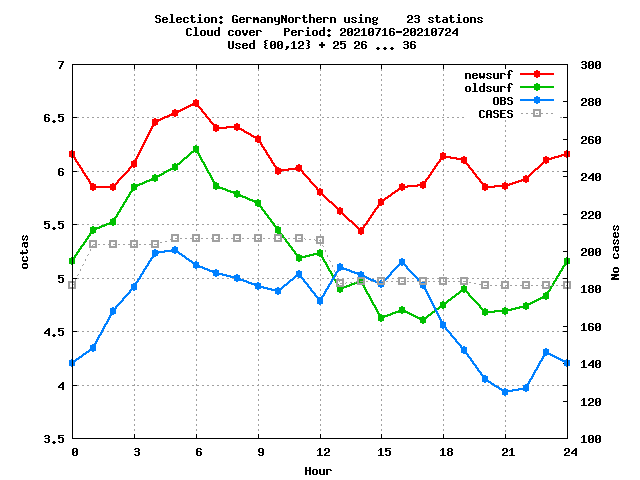 Selection: GermanyNorthern using    23 stations
Cloud cover   Period: 20210716-20210724
Used {00,12} + 25 26 ... 36
newsurf
oldsurf
OBS
CASES
7
6.5
6
5.5
5
4.5
4
3.5
octas
300
280
260
240
220
200
180
160
140
120
100
No cases
0 3 6 9 12 15 18 21 24
Hour